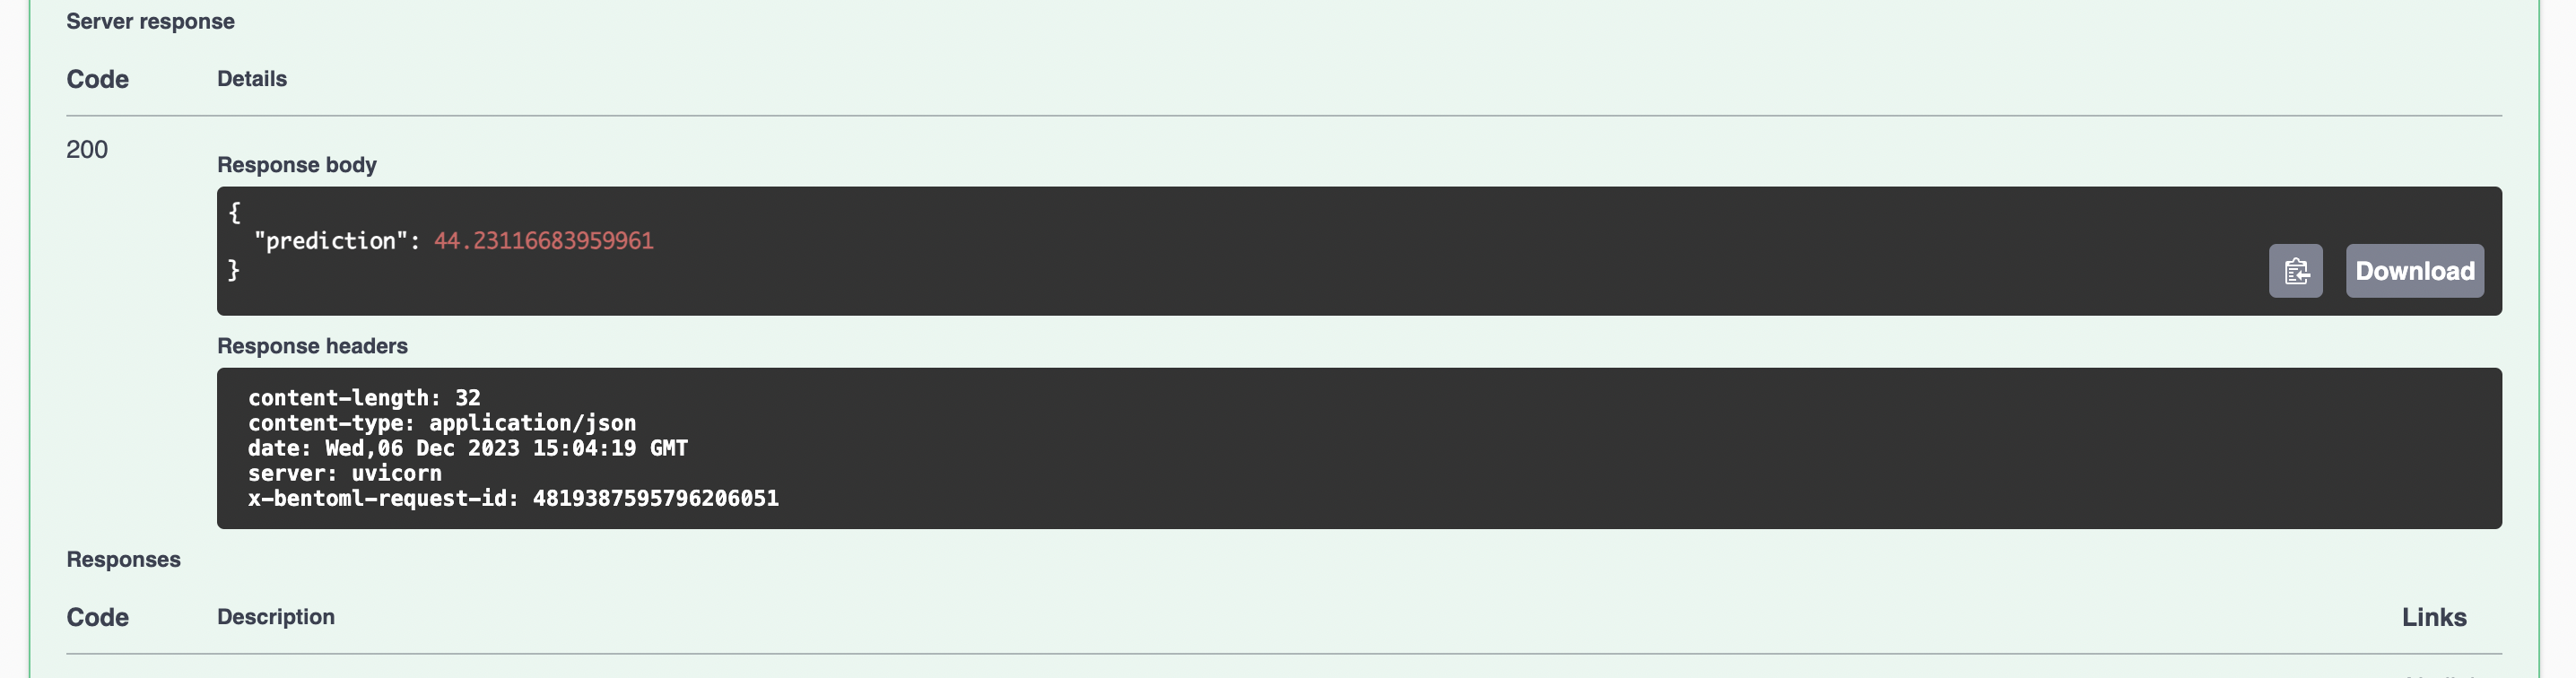 Server response
Code Details
200
Response body
{
"prediction": 44.23116683959961
}
Download
Response headers
content-length: 32
content-type: application/json
date: Wed,06 Dec 2023 15:04:19 GMT
server: uvicorn
x-bentoml-request-id: 4819387595796206051
Responses
Code Description Links